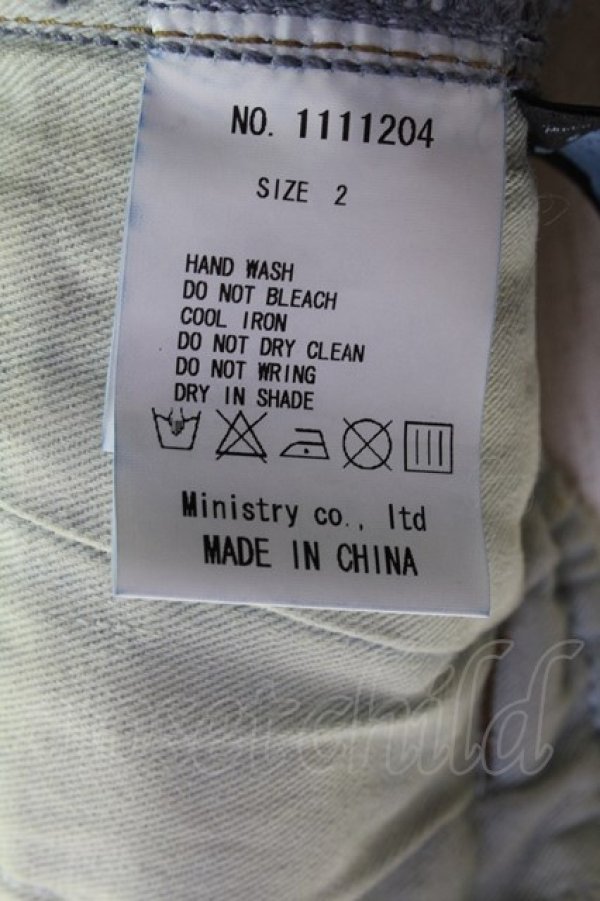 NO. 1111204
SIZE 2
HAND WASH
DO NOT BLEACH
COOL IRON
DO NOT DRY CLEAN
DO NOT WRING
DRY IN SHADE
Ministry co., ltd
MADE IN CHINA